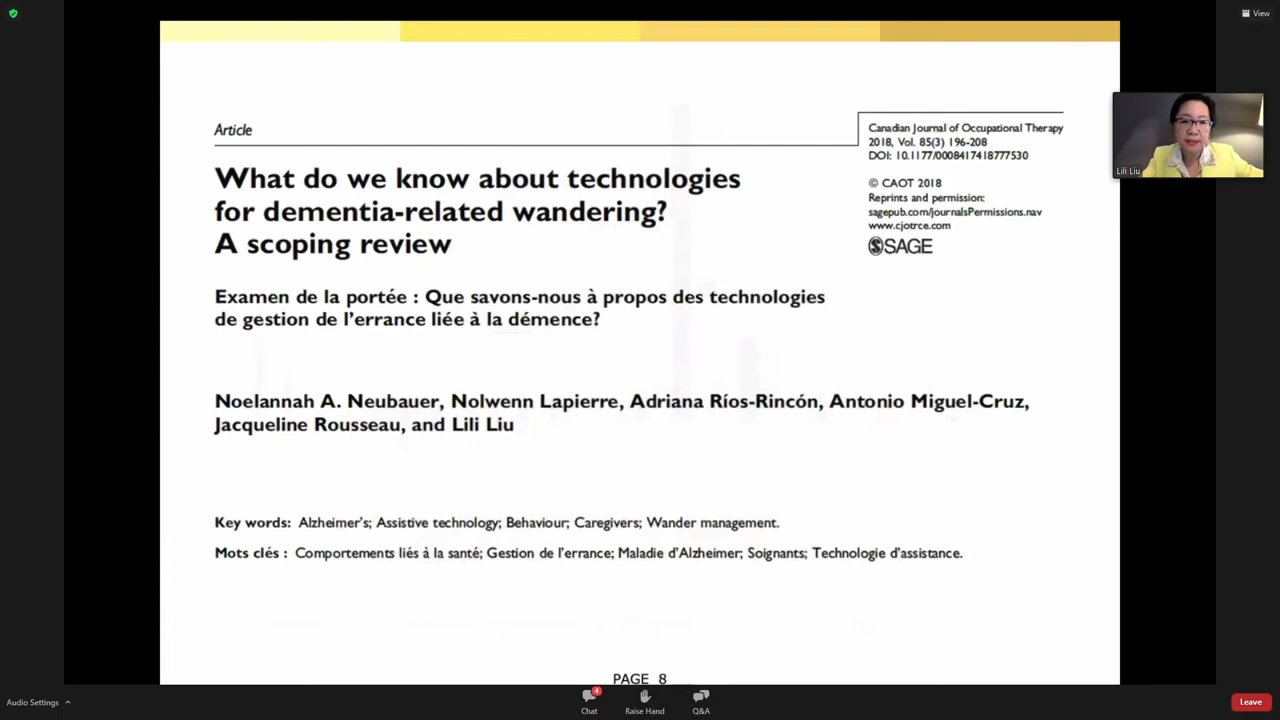 View
Article
Canadian Journal of Occupational Therapy
2018, Vol. 85(3) 196-208
DOI: 10.1177/0008417418777530
© CAOT 2018
Reprints and permission:
sagepub.com/journalsPermissions.nav
www.cjotrce.com
SAGE
What do we know about technologies
for dementia-related wandering?
A scoping review
Examen de la portée : Que savons-nous à propos des technologies
de gestion de l'errance liée à la démence?
Noelannah A. Neubauer, Nolwenn Lapierre, Adriana Ríos-Rincón, Antonio Miguel-Cruz,
Jacqueline Rousseau, and Lili Liu
Key words: Alzheimer's; Assistive technology; Behaviour; Caregivers; Wander management.
Mots clés : Comportements liés à la santé; Gestion de l'errance; Maladie d'Alzheimer; Soignants; Technologie d'assistance.
PAGE 8
Lili Liu
Audio Settings
4
Chat
Raise Hand
Q&A
Leave